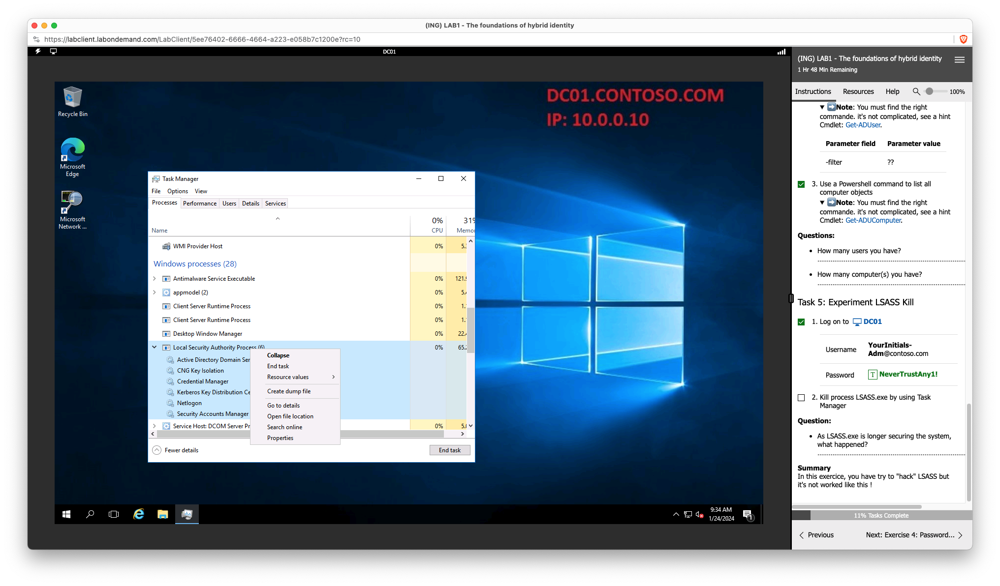 (ING) LAB1 - The foundations of hybrid identity
https://labclient.labondemand.com/LabClient/5ee76402-6666-4664-a223-e058b7c1200e?rc=10
DC01
Recycle Bin
Microsoft
Edge
Microsoft
Network ...
DC01.CONTOSO.COM
IP: 10.0.0.10
Task Manager
File Options View
Processes Performance Users Details Services
0% 31%
Name CPU Memor
WMI Provider Host 0% 5.
Windows processes (28)
Antimalware Service Executable 0% 121.9
appmodel (2) 0% 5.4
Client Server Runtime Process 0% 1.
Client Server Runtime Process 0% 1.
Desktop Window Manager 0% 22.4
Local Security Authority Process (6) 0% 65.2
Active Directory Domain Ser
CNG Key Isolation
Credential Manager
Kerberos Key Distribution Ce
Netlogon
Security Accounts Manager
Service Host: DCOM Server Pr 0% 5.0
Collapse
End task
Resource values
Create dump file
Go to details
Open file location
Search online
Properties
Fewer details
End task
9:34 AM
1/24/2024
1
(ING) LAB1 - The foundations of hybrid identity
1 Hr 48 Min Remaining
Instructions Resources Help 100%
Note: You must find the right
commande. it's not complicated, see a hint
Cmdlet: Get-ADUser.
Parameter field Parameter value
-filter ??
3. Use a Powershell command to list all
computer objects
Note: You must find the right
commande. it's not complicated, see a hint
Cmdlet: Get-ADUComputer.
Questions:
• How many users you have?
• How many computer(s) you have?
Task 5: Experiment LSASS Kill
1. Log on to DC01
Username YourInitials-
Adm@contoso.com
Password T NeverTrustAny1!
2. Kill process LSASS.exe by using Task
Manager
Question:
• As LSASS.exe is longer securing the system,
what happened?
Summary
In this exercice, you have try to "hack" LSASS but
it's not worked like this !
11% Tasks Complete
Previous Next: Exercise 4: Password...